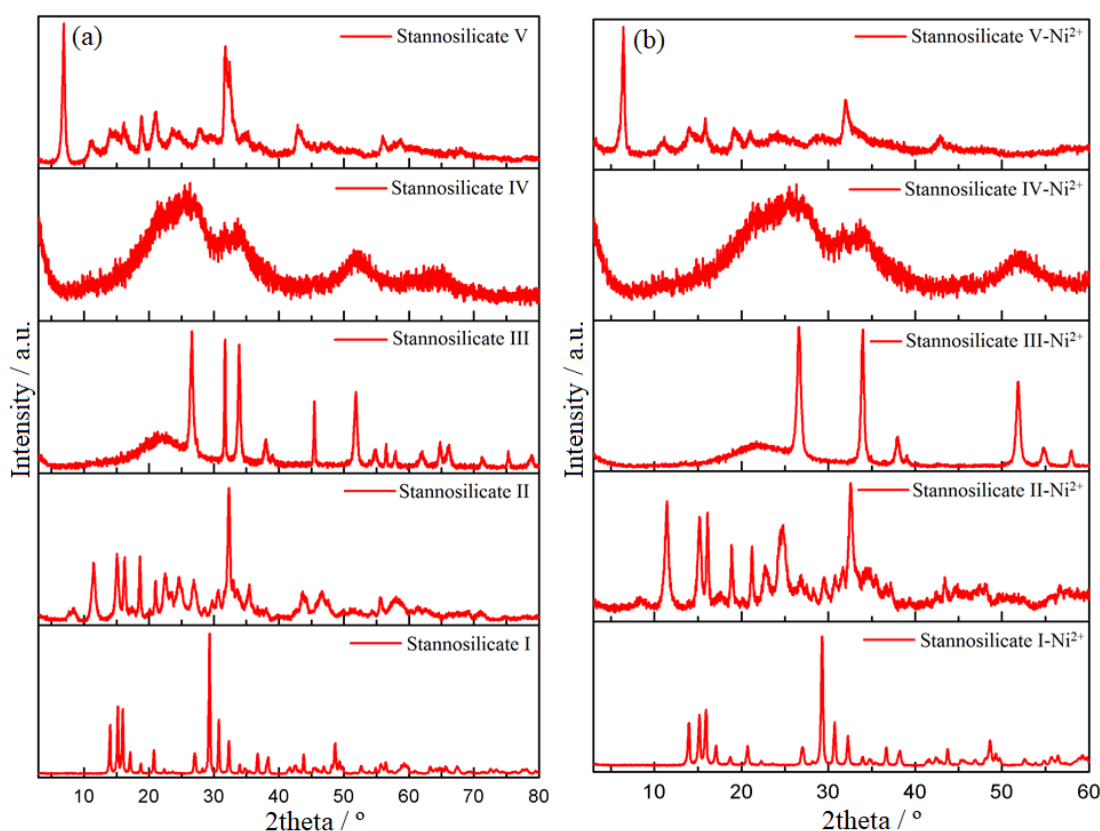 (a)
Stannosilicate V
Stannosilicate IV
Stannosilicate III
Stannosilicate II
Stannosilicate I
Intensity / a.u.
10 20 30 40 50 60 70 80
2theta / º
(b)
Stannosilicate V-Ni²⁺
Stannosilicate IV-Ni²⁺
Stannosilicate III-Ni²⁺
Stannosilicate II-Ni²⁺
Stannosilicate I-Ni²⁺
Intensity / a.u.
10 20 30 40 50 60
2theta / º